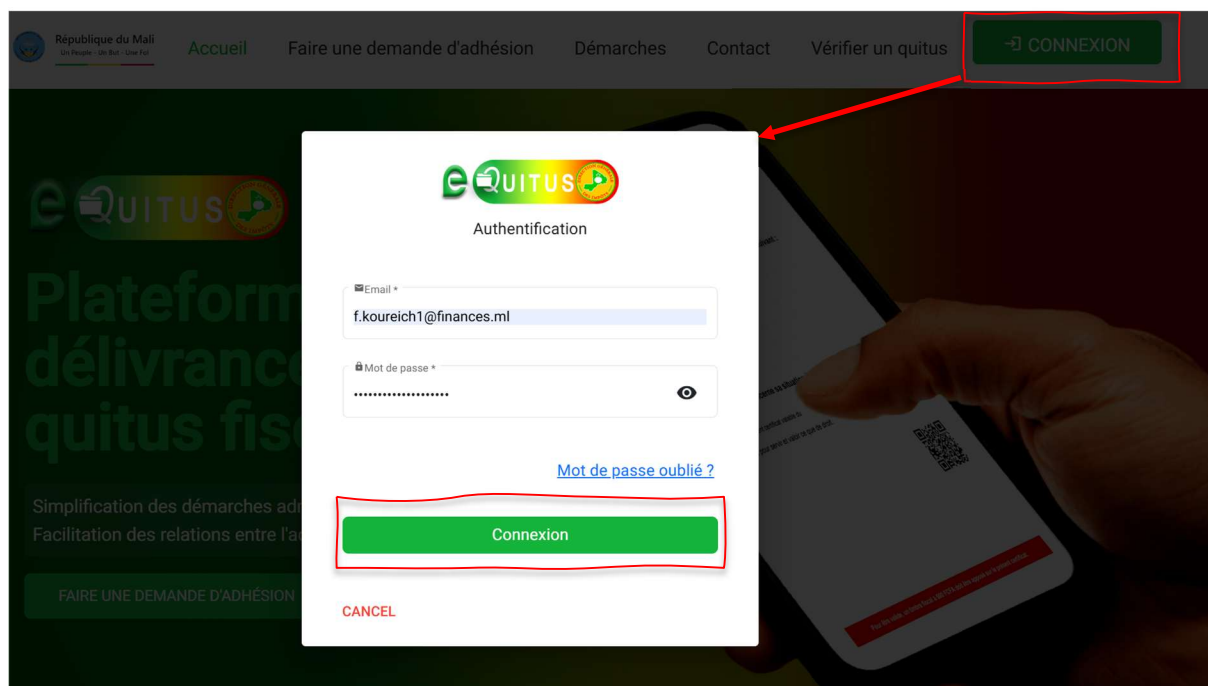 République du Mali
Un Peuple - Un But - Une Foi
Accueil
Faire une demande d'adhésion
Démarches
Contact
Vérifier un quitus
CONNEXION
eQUITUS
Authentification
Email *
f.koureich1@finances.ml
Mot de passe *
Mot de passe oublié ?
Connexion
CANCEL
eQUITUS
Plateform
délivrance
quitus fis
Simplification des démarches ad
Facilitation des relations entre l'a
FAIRE UNE DEMANDE D'ADHÉSION